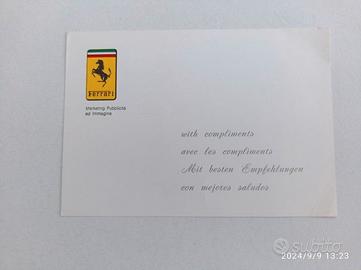 Ferrari
Marketing Pubblicità
ed Immagine
with compliments
avec les compliments
Mit besten Empfehlungen
con mejores saludos
subito
2024/9/9 13:23